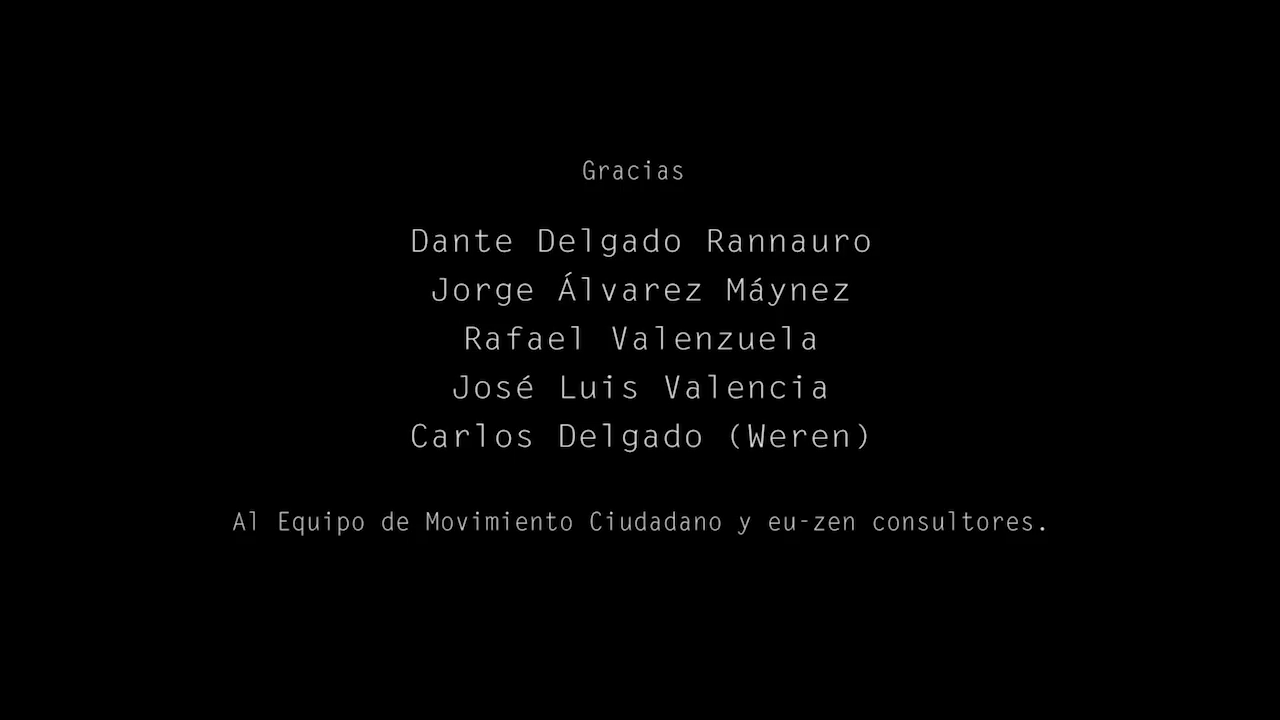 Gracias
Dante Delgado Rannauro
Jorge Álvarez Máynez
Rafael Valenzuela
José Luis Valencia
Carlos Delgado (Weren)
Al Equipo de Movimiento Ciudadano y eu-zen consultores.